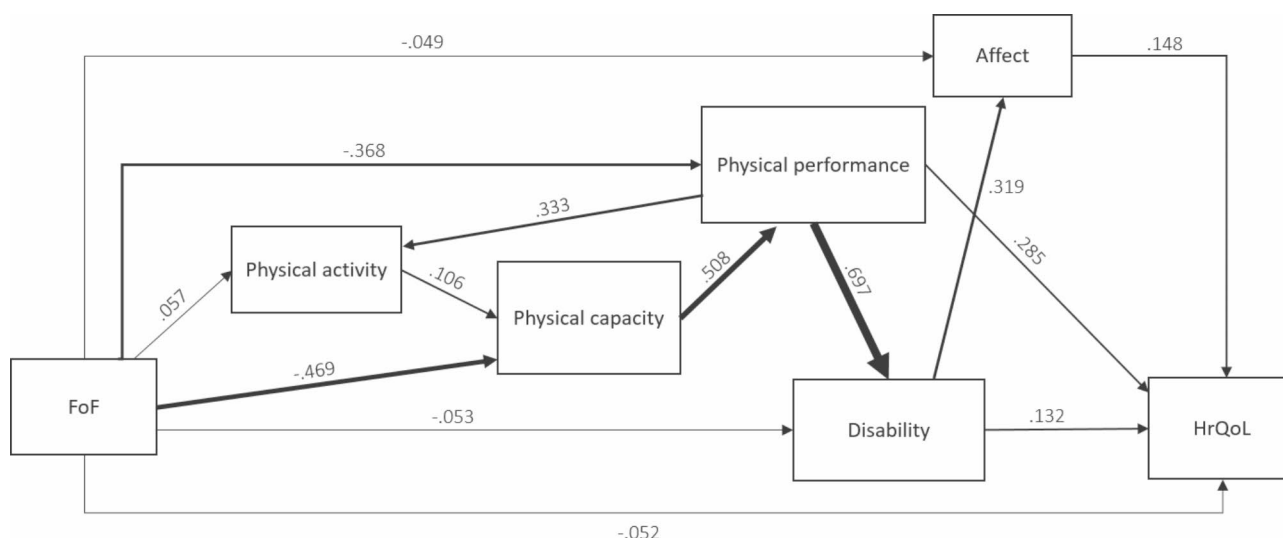 -.049
Affect
.148
-.368
Physical performance
.319
.333
Physical activity
.106
.508
.697
.285
.057
Physical capacity
-.469
FoF
-.053
Disability
.132
HrQoL
-.052